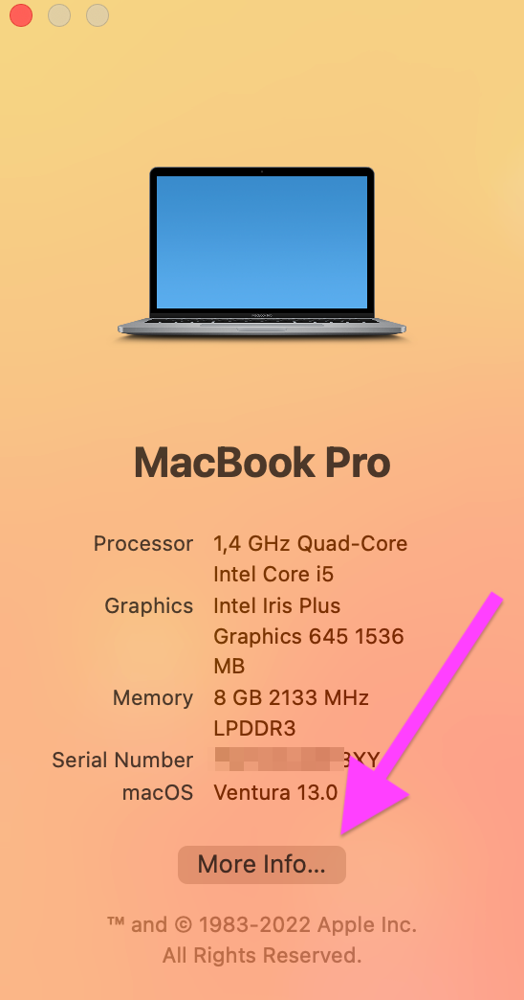 MacBook Pro
Processor 1,4 GHz Quad-Core
Intel Core i5
Graphics Intel Iris Plus
Graphics 645 1536
MB
Memory 8 GB 2133 MHz
LPDDR3
Serial Number
macOS Ventura 13.0
More Info...
™ and © 1983-2022 Apple Inc.
All Rights Reserved.